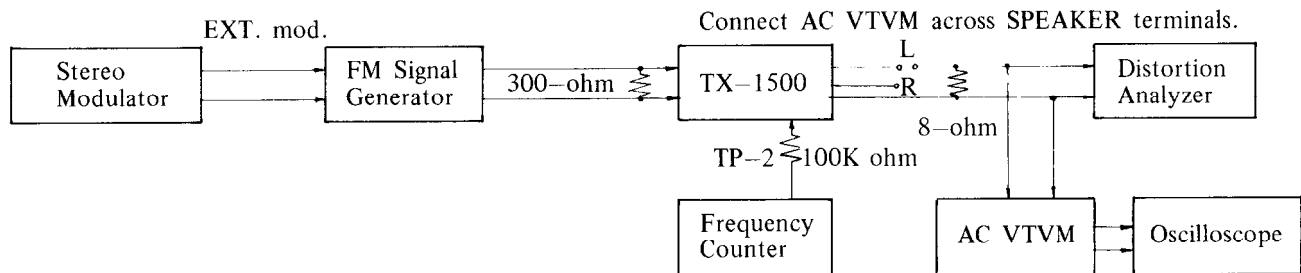 Connect AC VTVM across SPEAKER terminals.
EXT. mod.
Stereo
Modulator
FM Signal
Generator
300-ohm
TX-1500
L
R
8-ohm
Distortion
Analyzer
TP-2
100K ohm
Frequency
Counter
AC VTVM
Oscilloscope